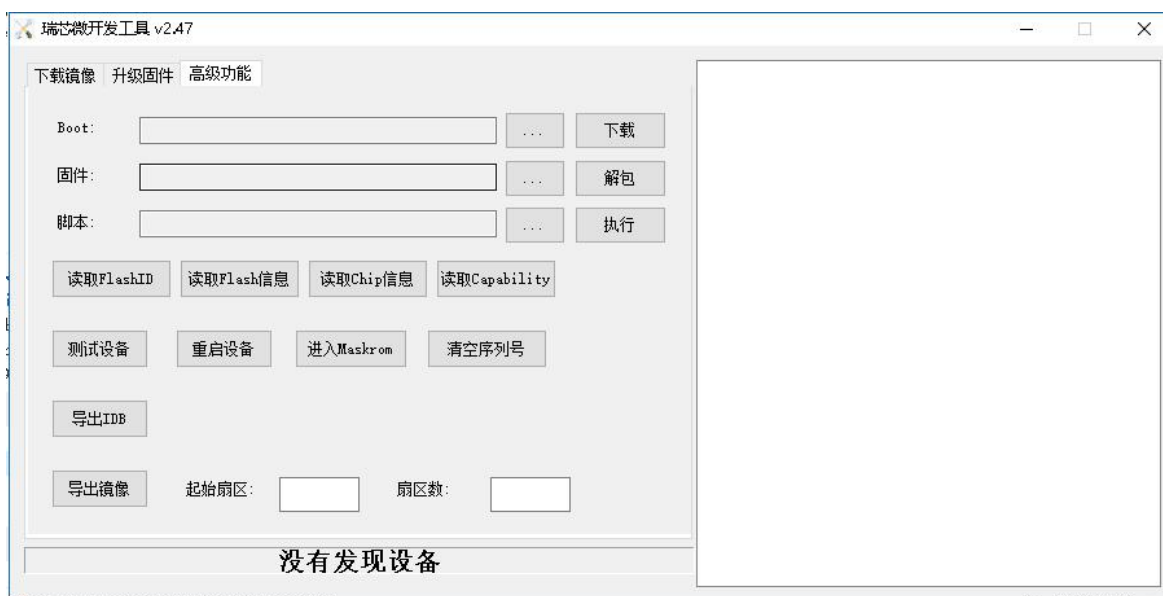 瑞芯微开发工具 v2.47
下载镜像 升级固件 高级功能
Boot: ... 下载
固件: ... 解包
脚本: ... 执行
读取FlashID 读取Flash信息 读取Chip信息 读取Capability
测试设备 重启设备 进入Maskrom 清空序列号
导出IDB
导出镜像 起始扇区: 扇区数:
没有发现设备